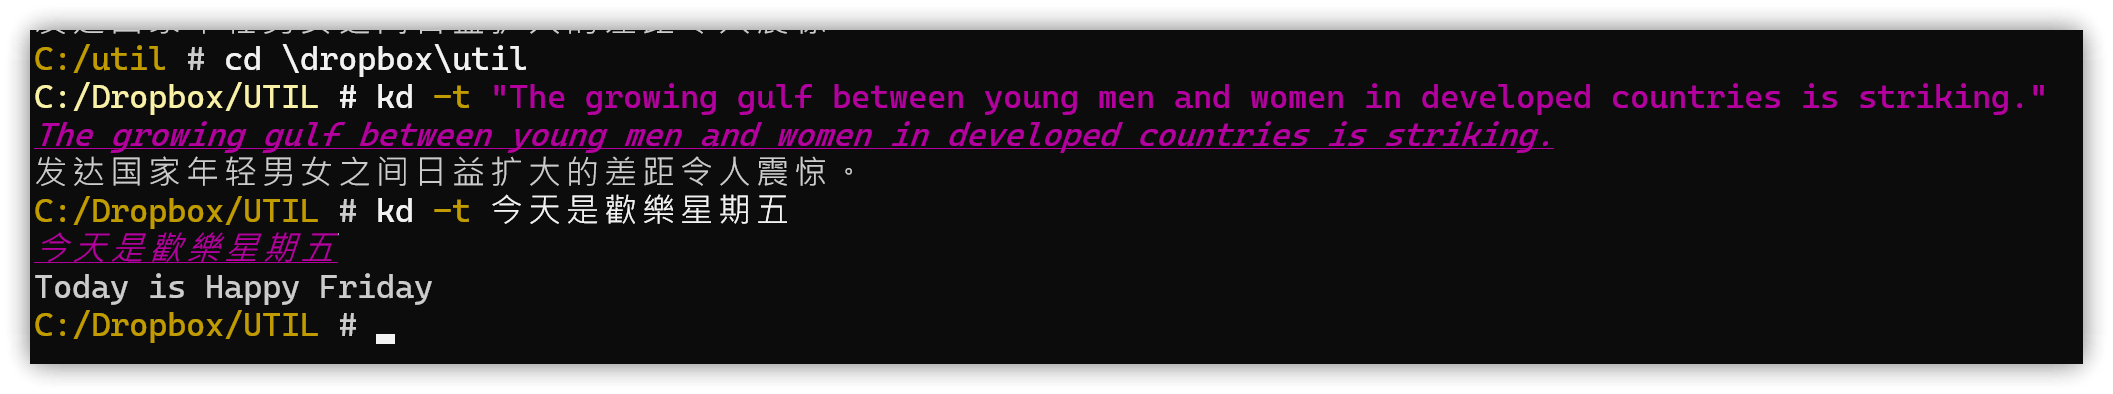 C:/util # cd \dropbox\util
C:/Dropbox/UTIL # kd -t "The growing gulf between young men and women in developed countries is striking."
The growing gulf between young men and women in developed countries is striking.
发达国家年轻男女之间日益扩大的差距令人震惊。
C:/Dropbox/UTIL # kd -t 今天是歡樂星期五
今天是歡樂星期五
Today is Happy Friday
C:/Dropbox/UTIL #